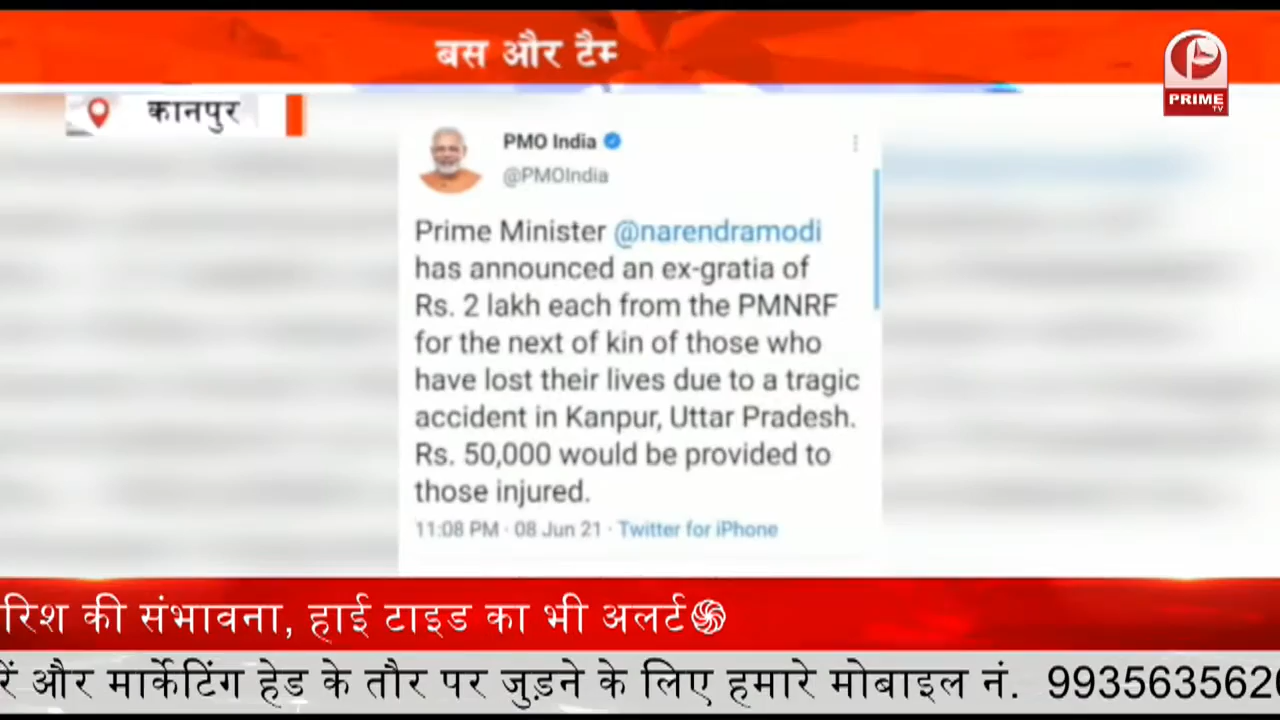 बस और टैम
PRIME
TV
कानपुर
PMO India
@PMOIndia
Prime Minister @narendramodi
has announced an ex-gratia of
Rs. 2 lakh each from the PMNRF
for the next of kin of those who
have lost their lives due to a tragic
accident in Kanpur, Uttar Pradesh.
Rs. 50,000 would be provided to
those injured.
11:08 PM · 08 Jun 21 · Twitter for iPhone
रिश की संभावना, हाई टाइड का भी अलर्ट
रें और मार्केटिंग हेड के तौर पर जुड़ने के लिए हमारे मोबाइल नं. 993563562